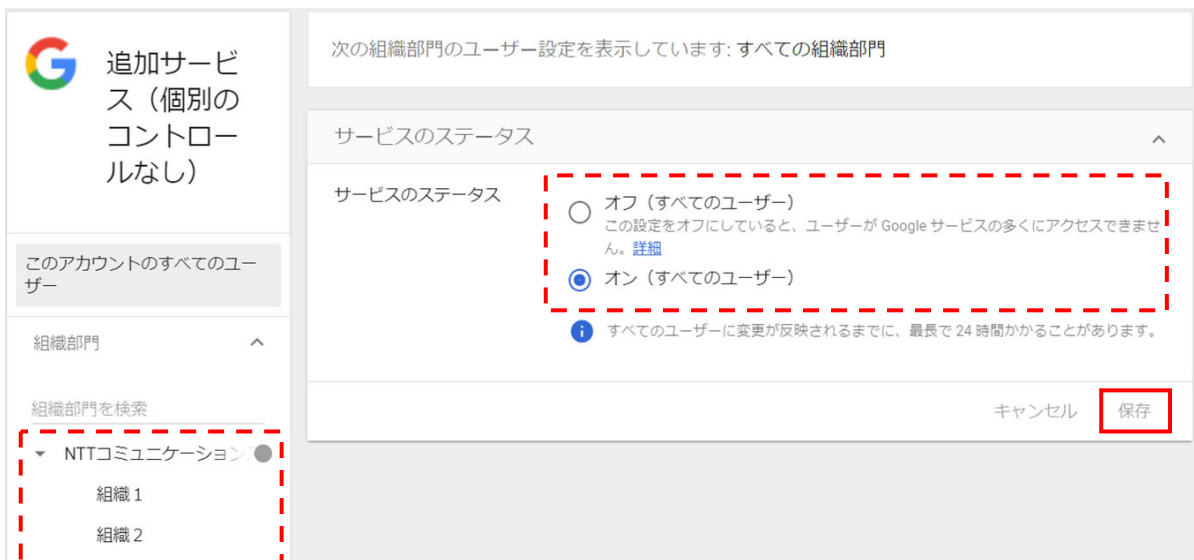 追加サービ
ス（個別の
コントロー
ルなし）
このアカウントのすべてのユー
ザー
組織部門
組織部門を検索
NTTコミュニケーション
組織１
組織２
次の組織部門のユーザー設定を表示しています: すべての組織部門
サービスのステータス
サービスのステータス
オフ（すべてのユーザー）
この設定をオフにしていると、ユーザーが Google サービスの多くにアクセスできませ
ん。詳細
オン（すべてのユーザー）
すべてのユーザーに変更が反映されるまでに、最長で 24 時間かかることがあります。
キャンセル 保存